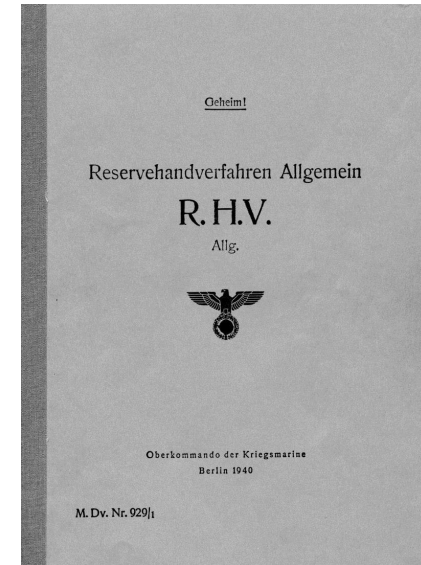 Geheim!
Reservehandverfahren Allgemein
R. H. V.
Allg.
Oberkommando der Kriegsmarine
Berlin 1940
M. Dv. Nr. 929/1